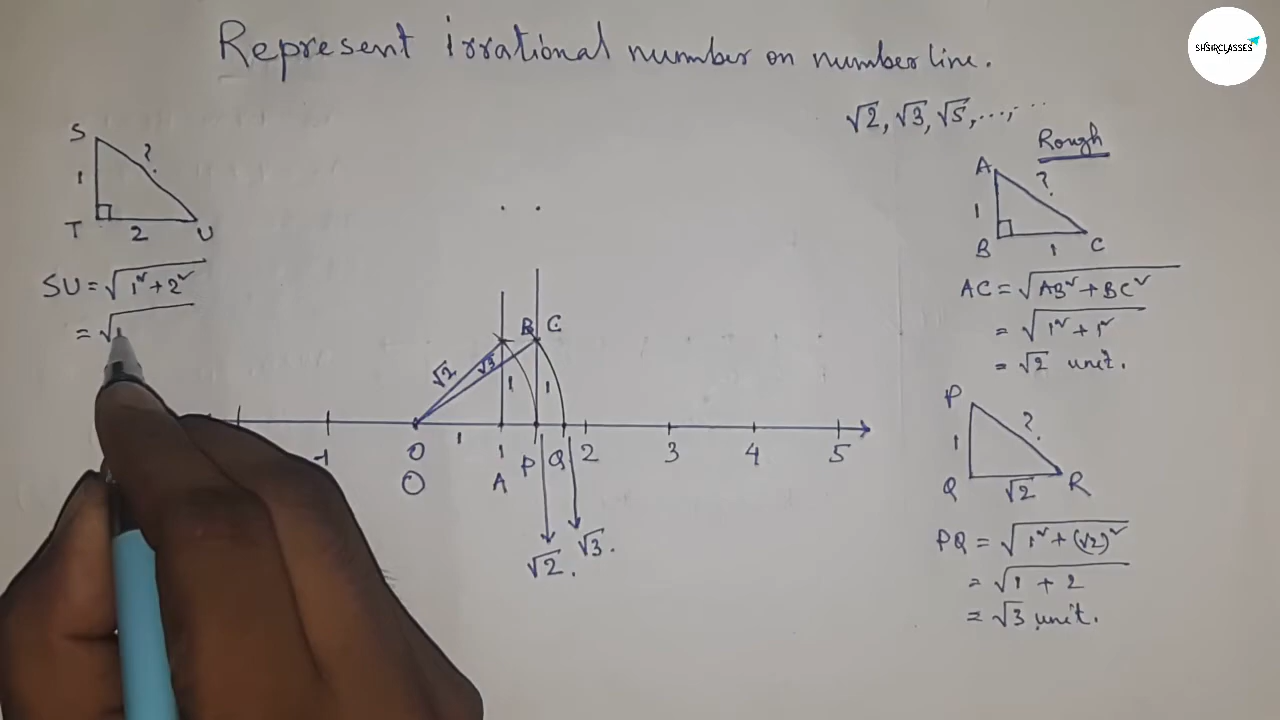 Represent irrational number on number line.
SHSIRCLASSES
√2, √3, √5, ...,
Rough
S
?
1
T
2
U
SU = √1² + 2²
= √1
A
?
1
B
1
C
AC = √AB² + BC²
= √1² + 1²
= √2 unit.
P
?
1
Q
√2
R
PQ = √1² + (√2)²
= √1 + 2
= √3 unit.
B C
√2 √3 1 1
1
-1 0 1 P Q 2 3 4 5
O A
√2. √3.